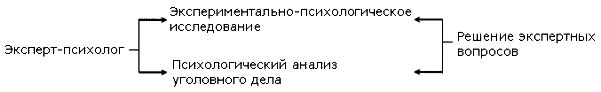 Экспериментально-психологическое
исследование
Эксперт-психолог
Решение экспертных
вопросов
Психологический анализ
уголовного дела